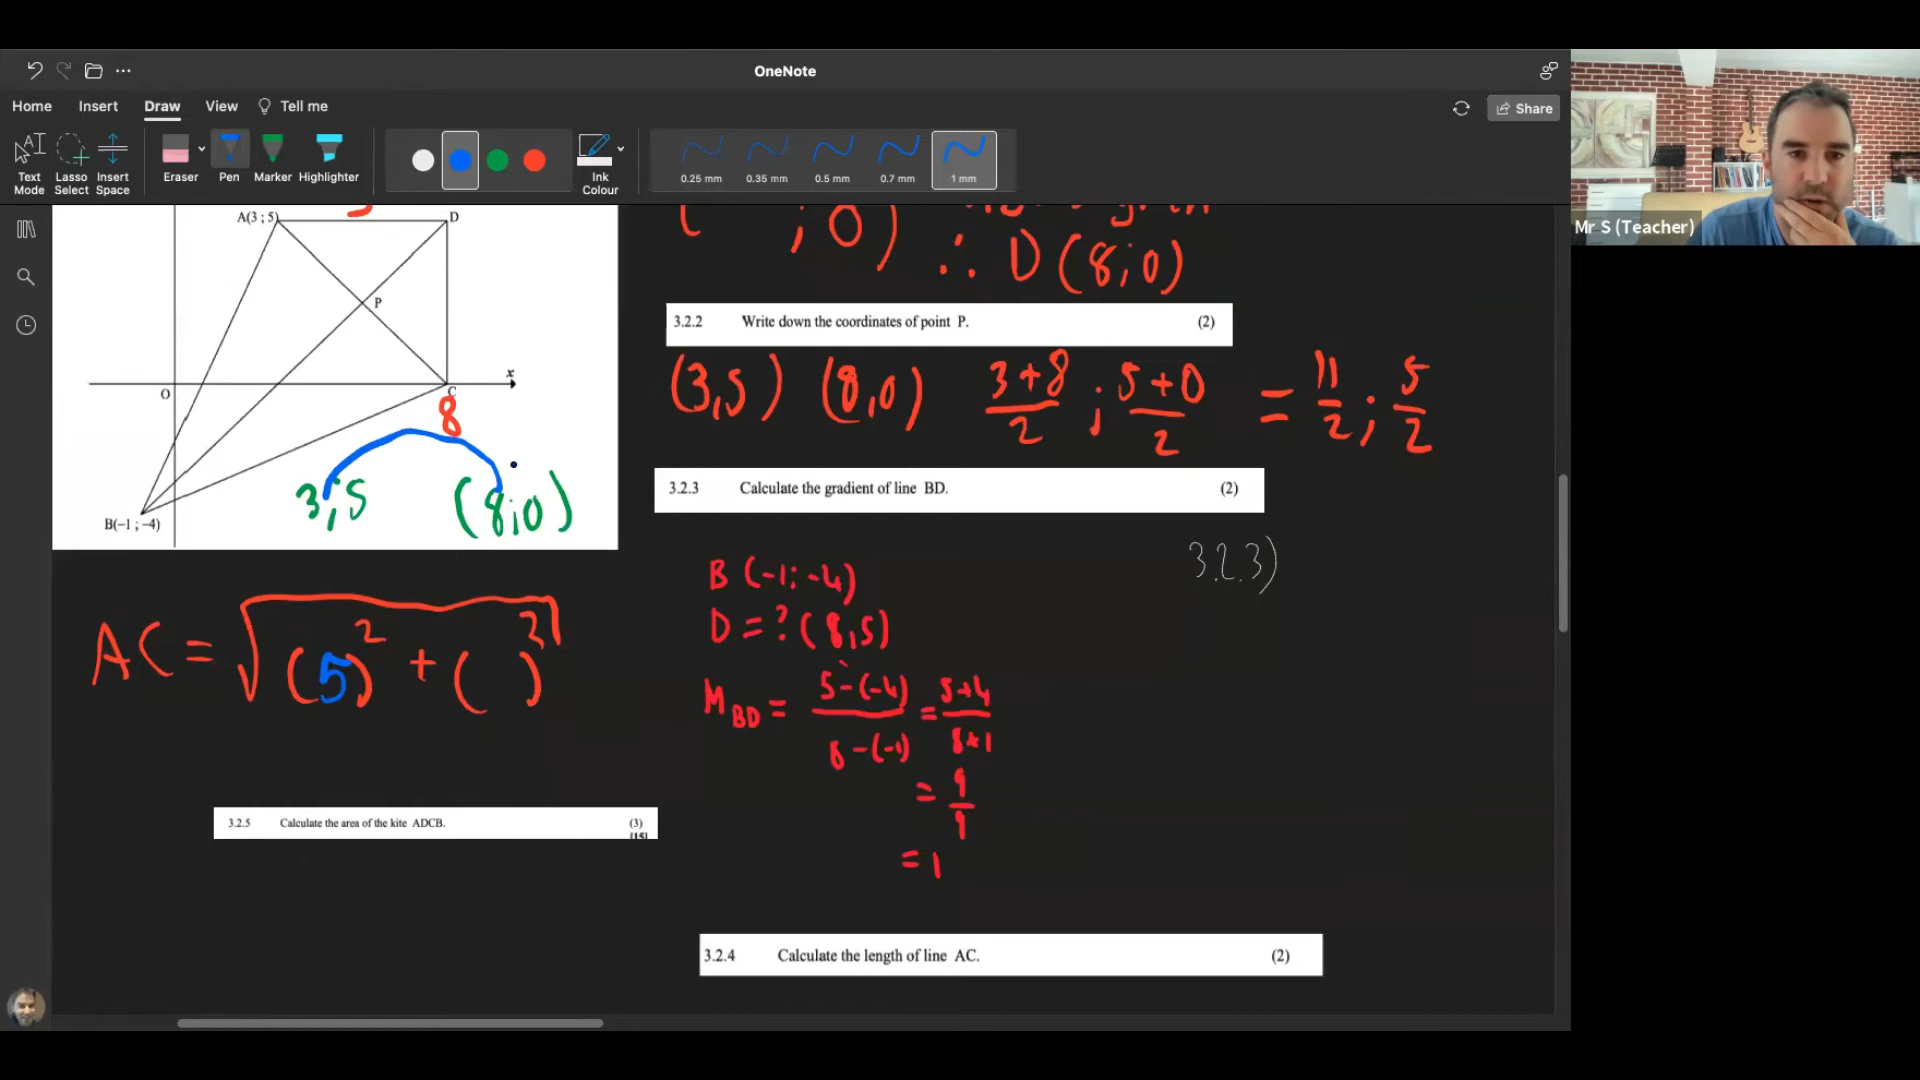 OneNote
Home Insert Draw View Tell me
Share
Text Mode
Lasso Select
Insert Space
Eraser
Pen
Marker
Highlighter
Ink Colour
0.25 mm 0.35 mm 0.5 mm 0.7 mm 1 mm
Mr S (Teacher)
A(3 ; 5)
D
P
x
O
C
8
3;5 (8;0)
B(-1 ; -4)
( ;0)
∴ D (8;0)
3.2.2 Write down the coordinates of point P. (2)
(3,5) (8,0) 3+8/2 ; 5+0/2 = 11/2 ; 5/2
3.2.3 Calculate the gradient of line BD. (2)
3.2.3)
B (-1; -4)
D = ? (8,5)
M BD = 5-(-4)/8-(-1) = 5+4/8+1
= 9/9
= 1
AC = √(5)² + ( )²
3.2.5 Calculate the area of the kite ADCB. (3)
[15]
3.2.4 Calculate the length of line AC. (2)